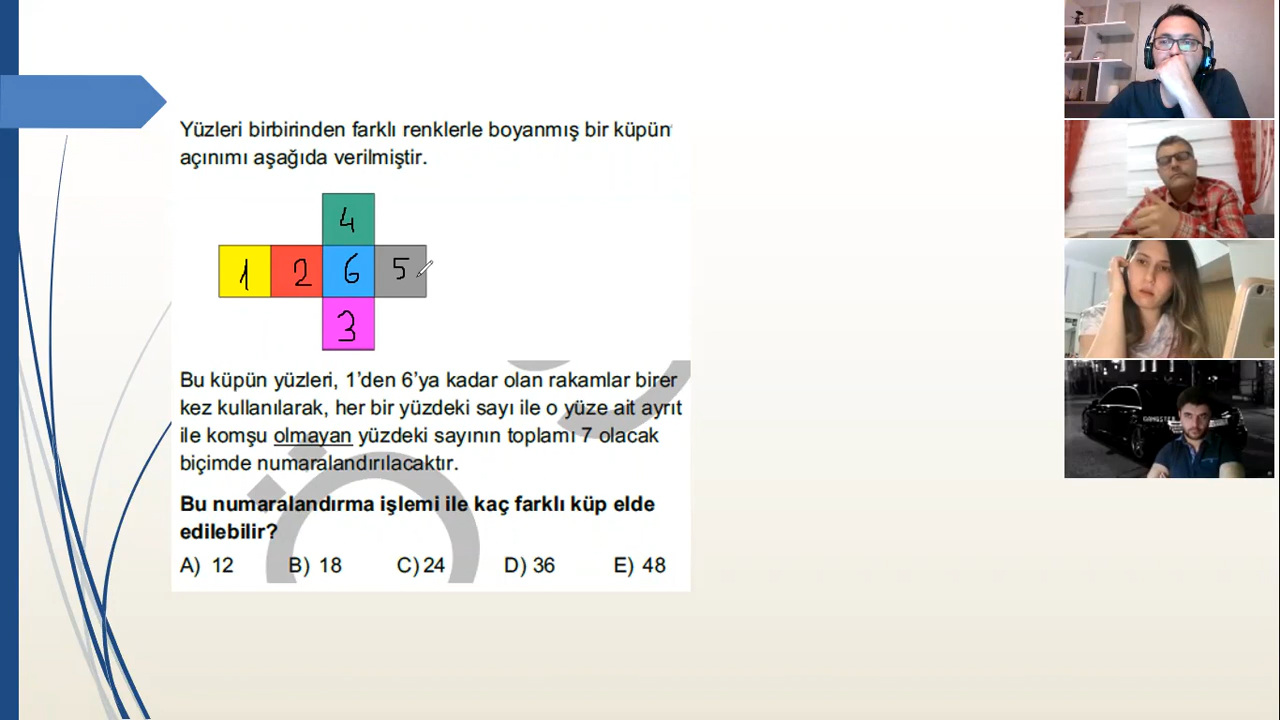 Yüzleri birbirinden farklı renklerle boyanmış bir küpün
açınımı aşağıda verilmiştir.
4
1 2 6 5
3
Bu küpün yüzleri, 1’den 6’ya kadar olan rakamlar birer
kez kullanılarak, her bir yüzdeki sayı ile o yüze ait ayrıt
ile komşu olmayan yüzdeki sayının toplamı 7 olacak
biçimde numaralandırılacaktır.
Bu numaralandırma işlemi ile kaç farklı küp elde
edilebilir?
A) 12 B) 18 C) 24 D) 36 E) 48
GANGSTER